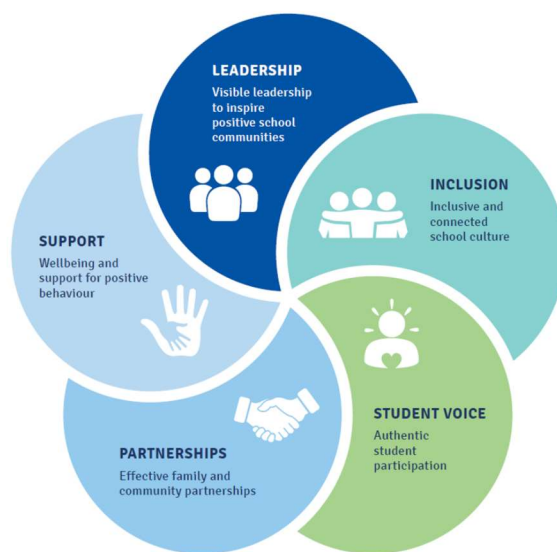 LEADERSHIP
Visible leadership
to inspire
positive school
communities
INCLUSION
Inclusive and
connected
school culture
STUDENT VOICE
Authentic
student
participation
PARTNERSHIPS
Effective family and
community partnerships
SUPPORT
Wellbeing and
support for positive
behaviour